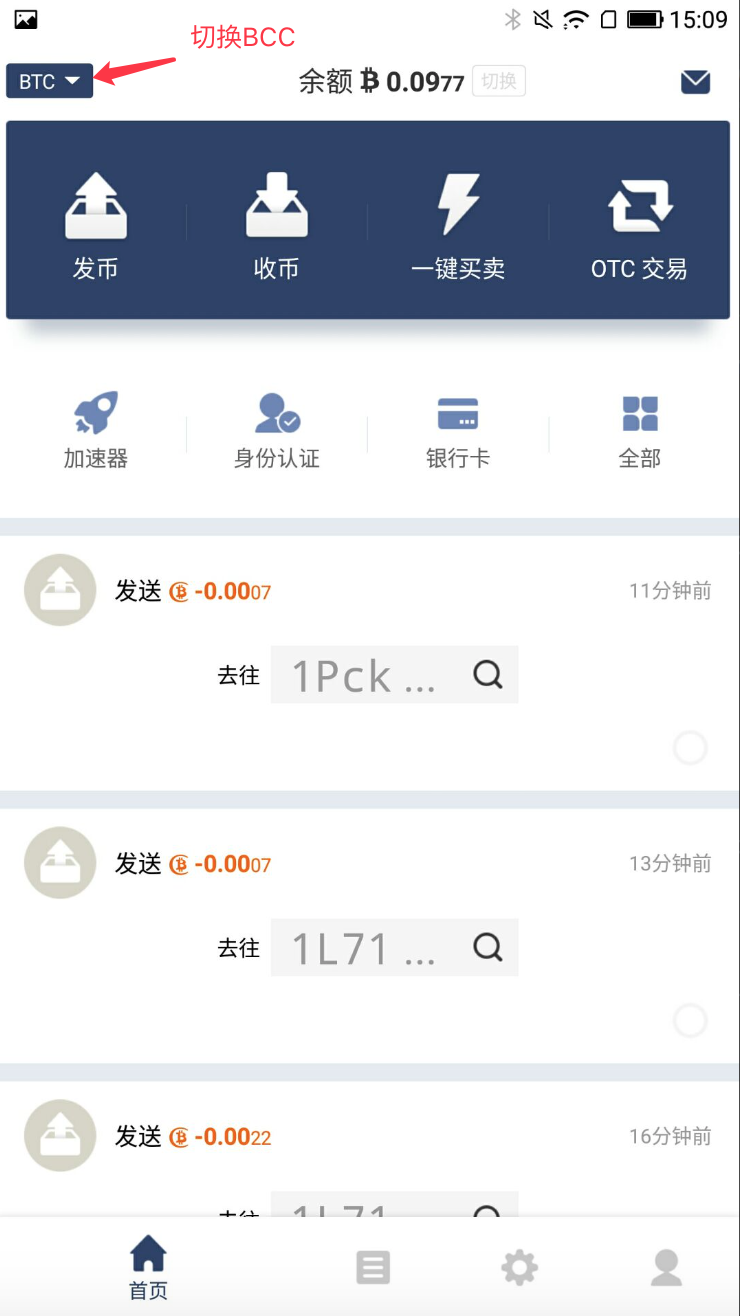 15:09
切换BCC
BTC 余额 ₿ 0.0977 切换
发币 收币 一键买卖 OTC 交易
加速器 身份认证 银行卡 全部
发送 -0.0007 11分钟前
去往 1Pck ...
发送 -0.0007 13分钟前
去往 1L71 ...
发送 -0.0022 16分钟前
去往 1L71 ...
首页